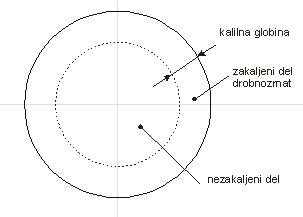 kalilna globina
zakaljeni del
drobnozrnat
nezakaljeni del